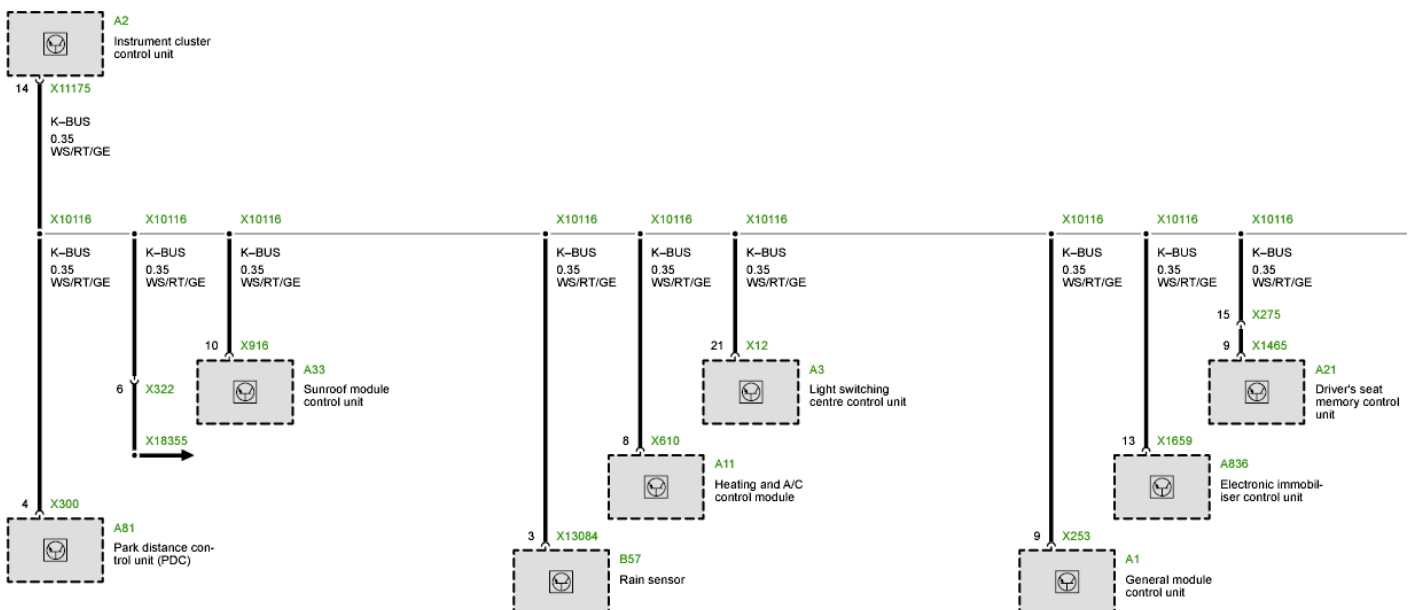 A2
Instrument cluster
control unit
14 X11175
K–BUS
0.35
WS/RT/GE
X10116 X10116 X10116 X10116 X10116 X10116 X10116 X10116 X10116
K–BUS K–BUS K–BUS K–BUS K–BUS K–BUS K–BUS K–BUS K–BUS
0.35 0.35 0.35 0.35 0.35 0.35 0.35 0.35 0.35
WS/RT/GE WS/RT/GE WS/RT/GE WS/RT/GE WS/RT/GE WS/RT/GE WS/RT/GE WS/RT/GE WS/RT/GE
15 X275
10 X916 21 X12 9 X1465
A33 A3 A21
6 X322 Sunroof module Light switching Driver's seat
control unit centre control unit memory control
unit
X18355 8 X610 13 X1659
A11 A836
Heating and A/C Electronic immobil-
control module iser control unit
4 X300
A81
3 X13084 9 X253
Park distance con-
trol unit (PDC)
B57 A1
Rain sensor General module
control unit